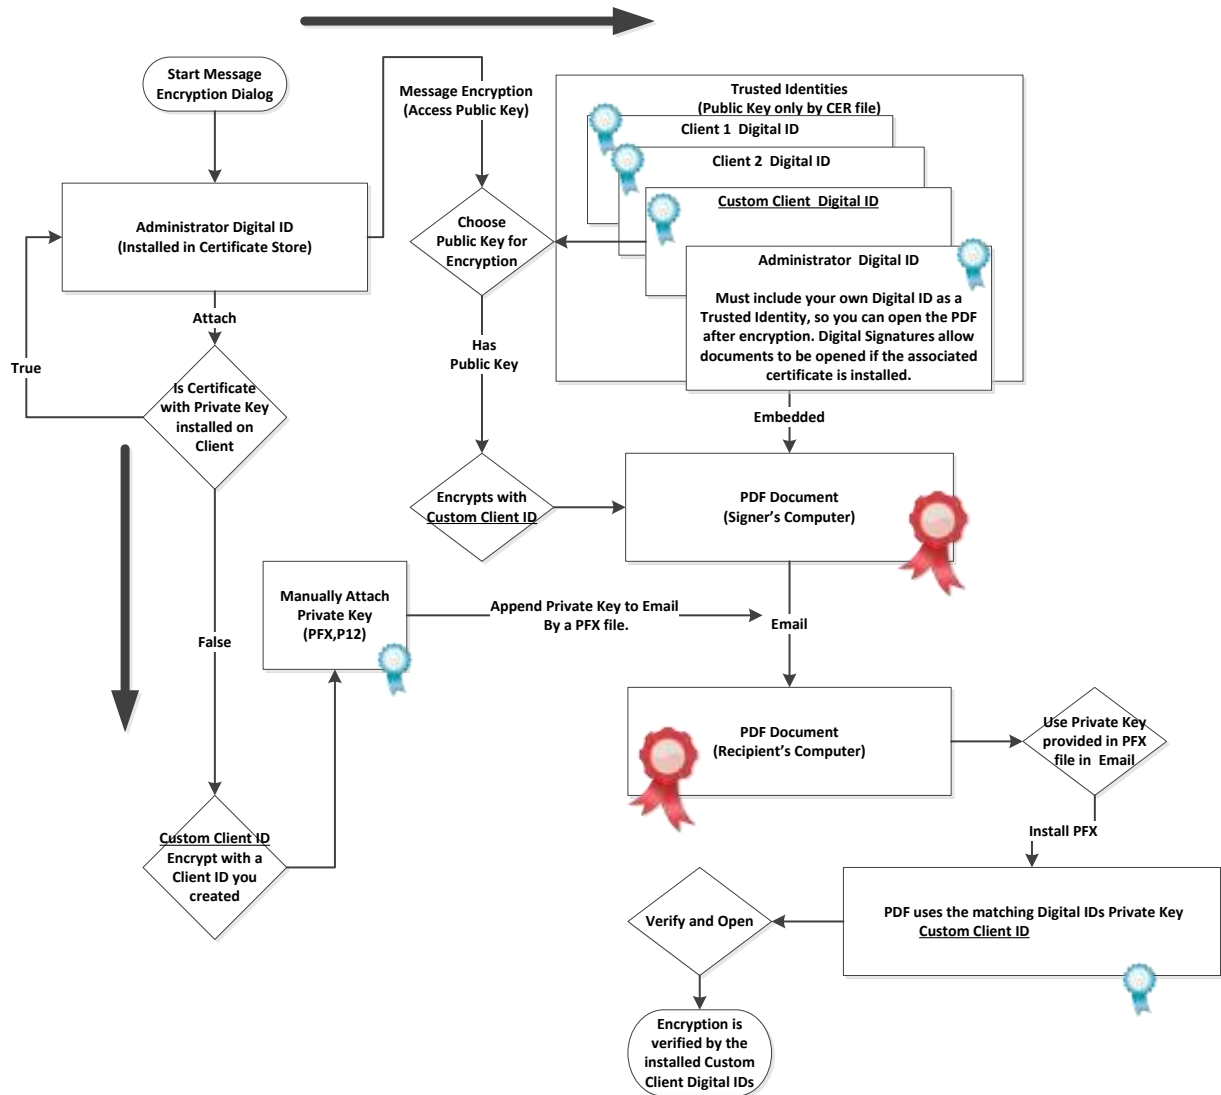 Start Message
Encryption Dialog
Message Encryption
(Access Public Key)
Trusted Identities
(Public Key only by CER file)
Client 1  Digital ID
Client 2  Digital ID
Custom Client  Digital ID
Administrator Digital ID
(Installed in Certificate Store)
Choose
Public Key for
Encryption
Administrator  Digital ID
Must include your own Digital ID as a
Trusted Identity, so you can open the PDF
after encryption. Digital Signatures allow
documents to be opened if the associated
certificate is installed.
Attach
True
Has
Public Key
Is Certificate
with Private Key
installed on
Client
Embedded
Encrypts with
Custom Client ID
PDF Document
(Signer's Computer)
Manually Attach
Private Key
(PFX,P12)
Append Private Key to Email
By a PFX file.
Email
False
PDF Document
(Recipient's Computer)
Use Private Key
provided in PFX
file in  Email
Install PFX
Custom Client ID
Encrypt with a
Client ID you
created
Verify and Open
PDF uses the matching Digital IDs Private Key
Custom Client ID
Encryption is
verified by the
installed Custom
Client Digital IDs